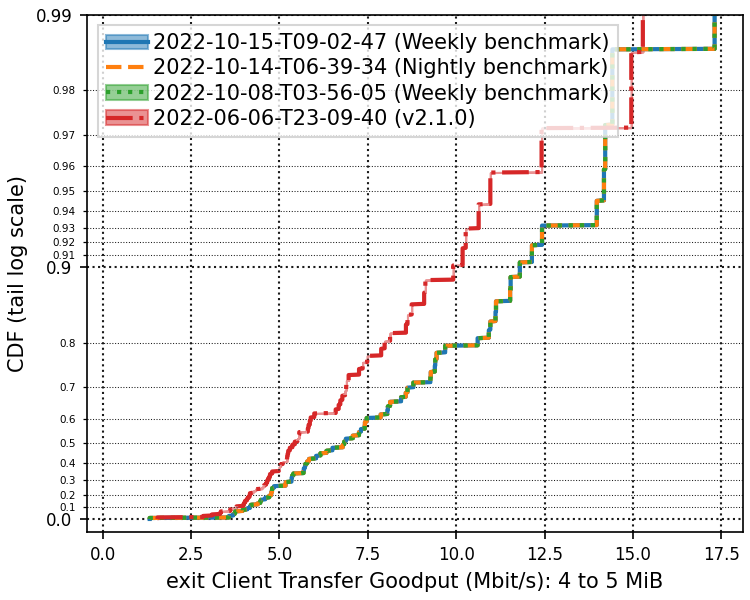 2022-10-15-T09-02-47 (Weekly benchmark)
2022-10-14-T06-39-34 (Nightly benchmark)
2022-10-08-T03-56-05 (Weekly benchmark)
2022-06-06-T23-09-40 (v2.1.0)
CDF (tail log scale)
0.99
0.98
0.97
0.96
0.95
0.94
0.93
0.92
0.91
0.9
0.8
0.7
0.6
0.5
0.4
0.3
0.2
0.1
0.0
0.0 2.5 5.0 7.5 10.0 12.5 15.0 17.5
exit Client Transfer Goodput (Mbit/s): 4 to 5 MiB